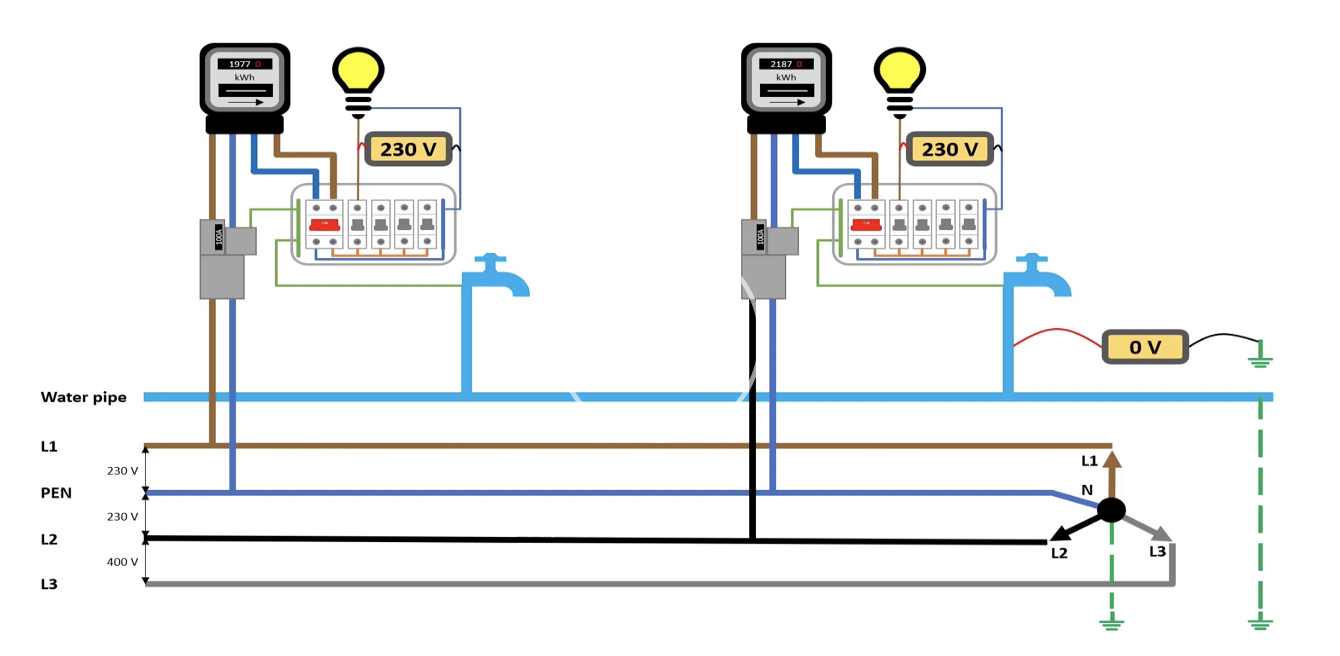 1977 0
kWh
230 V
100A
2187 0
kWh
230 V
100A
0 V
Water pipe
L1
230 V
PEN
230 V
L2
400 V
L3
L1
N
L2
L3